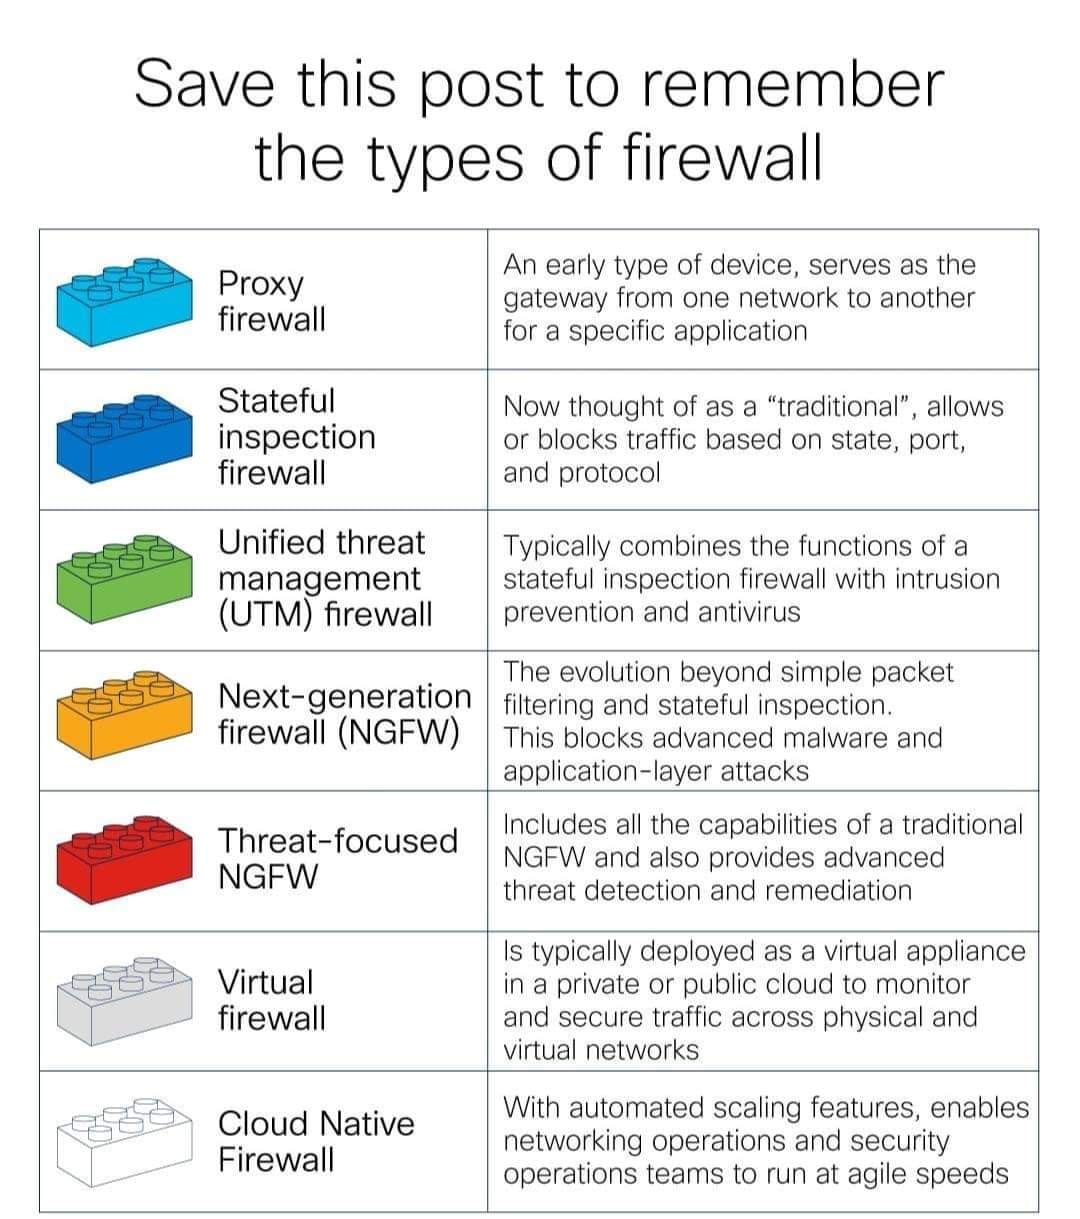 Save this post to remember
the types of firewall
Proxy
firewall
An early type of device, serves as the
gateway from one network to another
for a specific application
Stateful
inspection
firewall
Now thought of as a “traditional”, allows
or blocks traffic based on state, port,
and protocol
Unified threat
management
(UTM) firewall
Typically combines the functions of a
stateful inspection firewall with intrusion
prevention and antivirus
Next-generation
firewall (NGFW)
The evolution beyond simple packet
filtering and stateful inspection.
This blocks advanced malware and
application-layer attacks
Threat-focused
NGFW
Includes all the capabilities of a traditional
NGFW and also provides advanced
threat detection and remediation
Virtual
firewall
Is typically deployed as a virtual appliance
in a private or public cloud to monitor
and secure traffic across physical and
virtual networks
Cloud Native
Firewall
With automated scaling features, enables
networking operations and security
operations teams to run at agile speeds